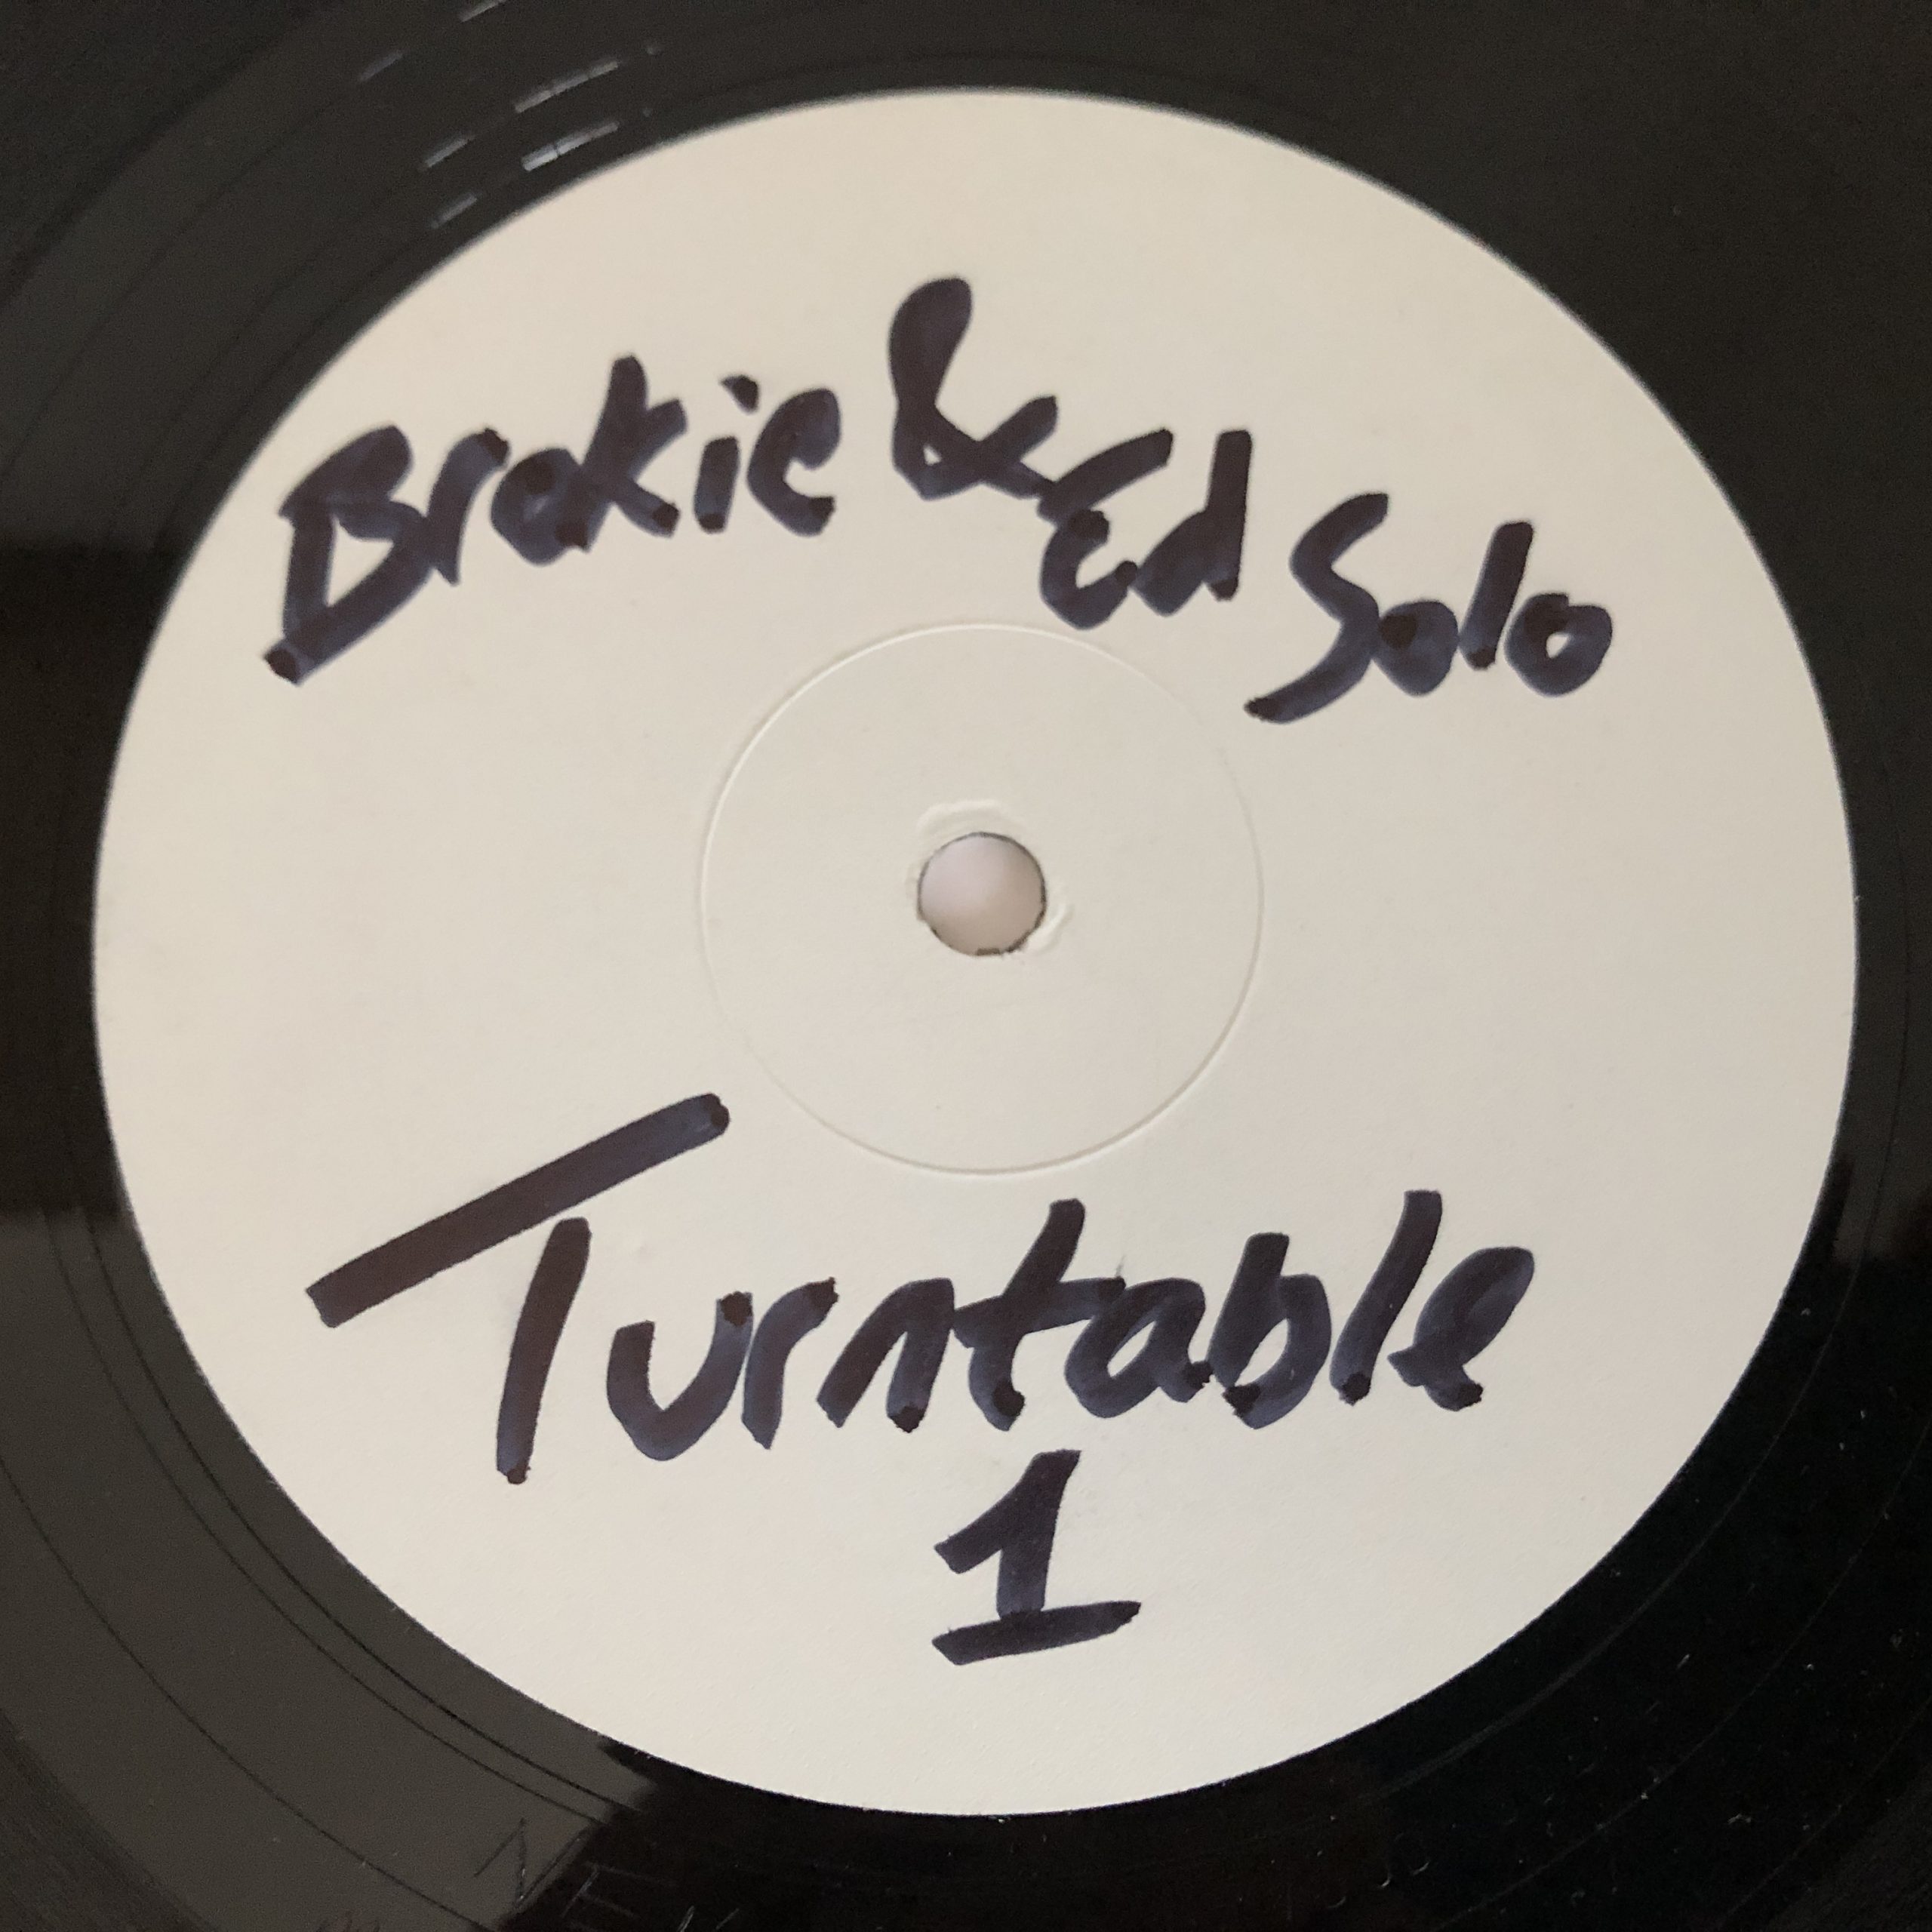 Brokie & Ed Solo
Turntable
1